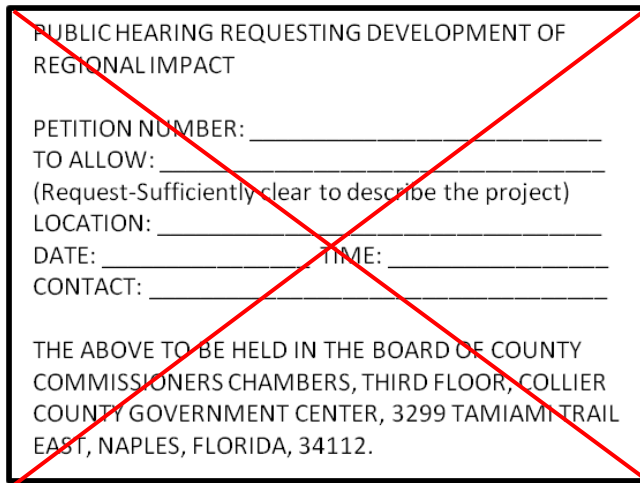 PUBLIC HEARING REQUESTING DEVELOPMENT OF
REGIONAL IMPACT
PETITION NUMBER: ____________________________
TO ALLOW: ___________________________________
(Request-Sufficiently clear to describe the project)
LOCATION: ___________________________________
DATE: ________________ TIME: _________________
CONTACT: ____________________________________
THE ABOVE TO BE HELD IN THE BOARD OF COUNTY
COMMISSIONERS CHAMBERS, THIRD FLOOR, COLLIER
COUNTY GOVERNMENT CENTER, 3299 TAMIAMI TRAIL
EAST, NAPLES, FLORIDA, 34112.